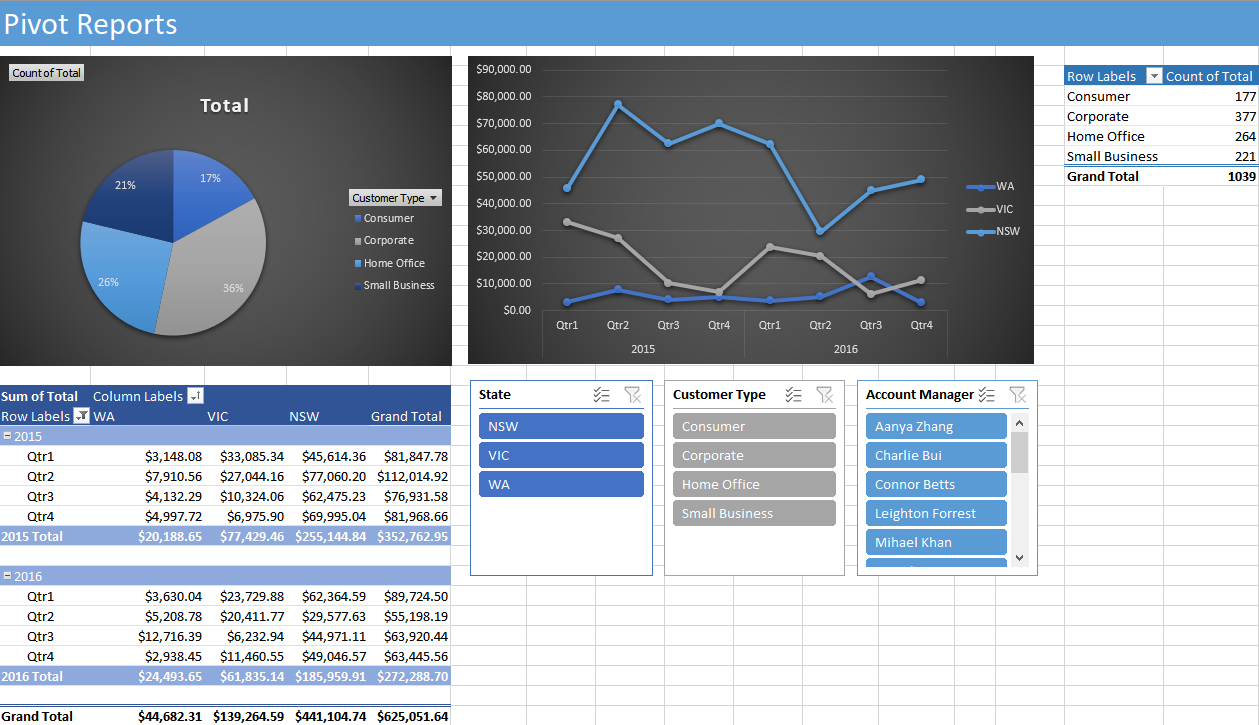 Pivot Reports
Count of Total
Total
17%
36%
26%
21%
Customer Type
Consumer
Corporate
Home Office
Small Business
$90,000.00
$80,000.00
$70,000.00
$60,000.00
$50,000.00
$40,000.00
$30,000.00
$20,000.00
$10,000.00
$0.00
Qtr1 Qtr2 Qtr3 Qtr4 Qtr1 Qtr2 Qtr3 Qtr4
2015 2016
WA
VIC
NSW
Row Labels Count of Total
Consumer 177
Corporate 377
Home Office 264
Small Business 221
Grand Total 1039
Sum of Total Column Labels
Row Labels WA VIC NSW Grand Total
2015
Qtr1 $3,148.08 $33,085.34 $45,614.36 $81,847.78
Qtr2 $7,910.56 $27,044.16 $77,060.20 $112,014.92
Qtr3 $4,132.29 $10,324.06 $62,475.23 $76,931.58
Qtr4 $4,997.72 $6,975.90 $69,995.04 $81,968.66
2015 Total $20,188.65 $77,429.46 $255,144.84 $352,762.95
2016
Qtr1 $3,630.04 $23,729.88 $62,364.59 $89,724.50
Qtr2 $5,208.78 $20,411.77 $29,577.63 $55,198.19
Qtr3 $12,716.39 $6,232.94 $44,971.11 $63,920.44
Qtr4 $2,938.45 $11,460.55 $49,046.57 $63,445.56
2016 Total $24,493.65 $61,835.14 $185,959.91 $272,288.70
Grand Total $44,682.31 $139,264.59 $441,104.74 $625,051.64
State
NSW
VIC
WA
Customer Type
Consumer
Corporate
Home Office
Small Business
Account Manager
Aanya Zhang
Charlie Bui
Connor Betts
Leighton Forrest
Mihael Khan